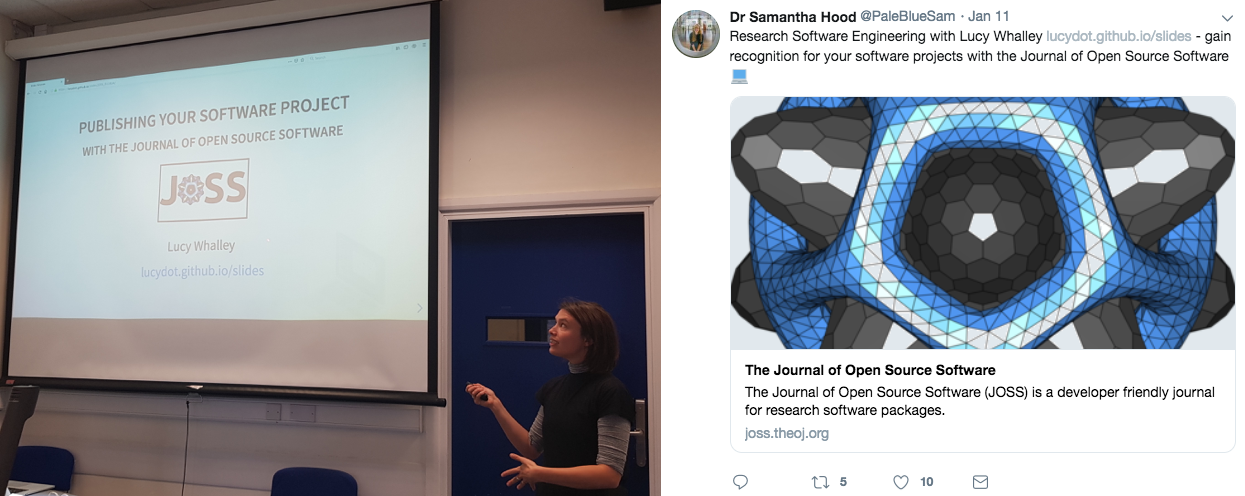 PUBLISHING YOUR SOFTWARE PROJECT
WITH THE JOURNAL OF OPEN SOURCE SOFTWARE
JOSS
Lucy Whalley
lucydot.github.io/slides
Dr Samantha Hood @PaleBlueSam · Jan 11
Research Software Engineering with Lucy Whalley lucydot.github.io/slides - gain
recognition for your software projects with the Journal of Open Source Software
💻
The Journal of Open Source Software
The Journal of Open Source Software (JOSS) is a developer friendly journal
for research software packages.
joss.theoj.org
5
10